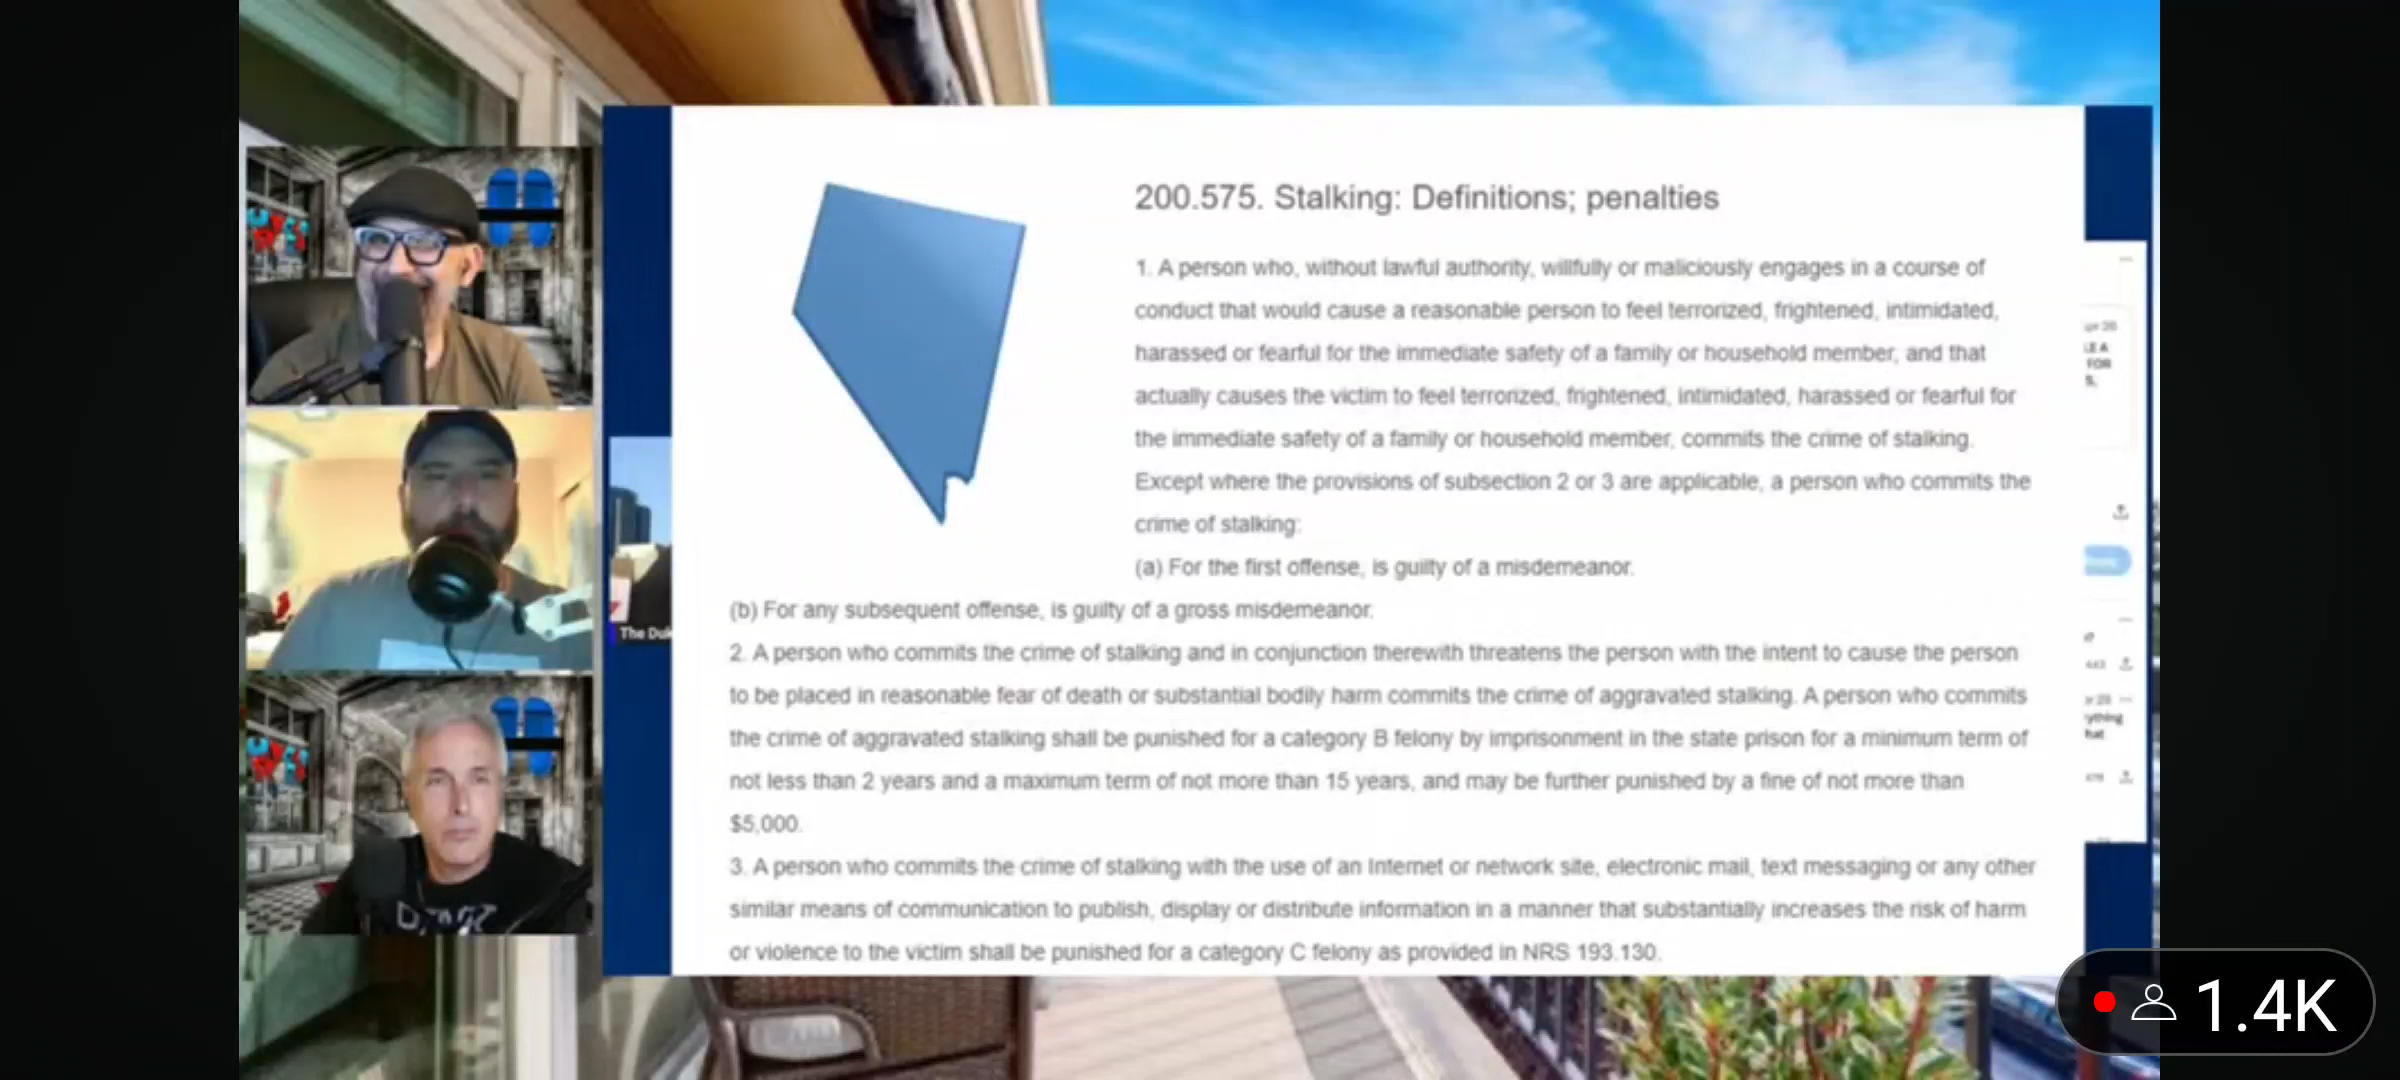 200.575. Stalking: Definitions; penalties
1. A person who, without lawful authority, willfully or maliciously engages in a course of
conduct that would cause a reasonable person to feel terrorized, frightened, intimidated,
harassed or fearful for the immediate safety of a family or household member, and that
actually causes the victim to feel terrorized, frightened, intimidated, harassed or fearful for
the immediate safety of a family or household member, commits the crime of stalking.
Except where the provisions of subsection 2 or 3 are applicable, a person who commits the
crime of stalking:
(a) For the first offense, is guilty of a misdemeanor.
(b) For any subsequent offense, is guilty of a gross misdemeanor.
2. A person who commits the crime of stalking and in conjunction therewith threatens the person with the intent to cause the person
to be placed in reasonable fear of death or substantial bodily harm commits the crime of aggravated stalking. A person who commits
the crime of aggravated stalking shall be punished for a category B felony by imprisonment in the state prison for a minimum term of
not less than 2 years and a maximum term of not more than 15 years, and may be further punished by a fine of not more than
$5,000.
3. A person who commits the crime of stalking with the use of an Internet or network site, electronic mail, text messaging or any other
similar means of communication to publish, display or distribute information in a manner that substantially increases the risk of harm
or violence to the victim shall be punished for a category C felony as provided in NRS 193.130.
The Du
FOR
1.4K